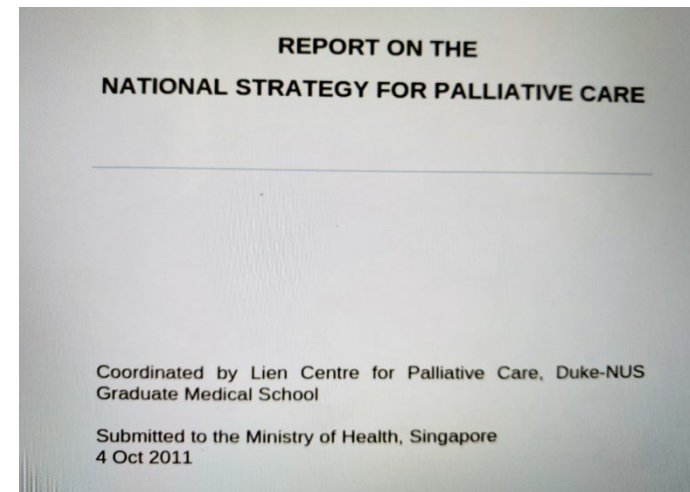 REPORT ON THE
NATIONAL STRATEGY FOR PALLIATIVE CARE
Coordinated by Lien Centre for Palliative Care, Duke-NUS
Graduate Medical School
Submitted to the Ministry of Health, Singapore
4 Oct 2011